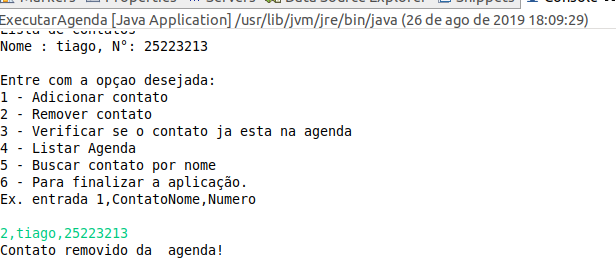 Markers Properties Servers Data Source Explorer Snippets Console
ExecutarAgenda [Java Application] /usr/lib/jvm/jre/bin/java (26 de ago de 2019 18:09:29)
Lista de contatos
Nome : tiago, Nº: 25223213
Entre com a opçao desejada:
1 - Adicionar contato
2 - Remover contato
3 - Verificar se o contato ja esta na agenda
4 - Listar Agenda
5 - Buscar contato por nome
6 - Para finalizar a aplicação.
Ex. entrada 1,ContatoNome,Numero
2,tiago,25223213
Contato removido da  agenda!